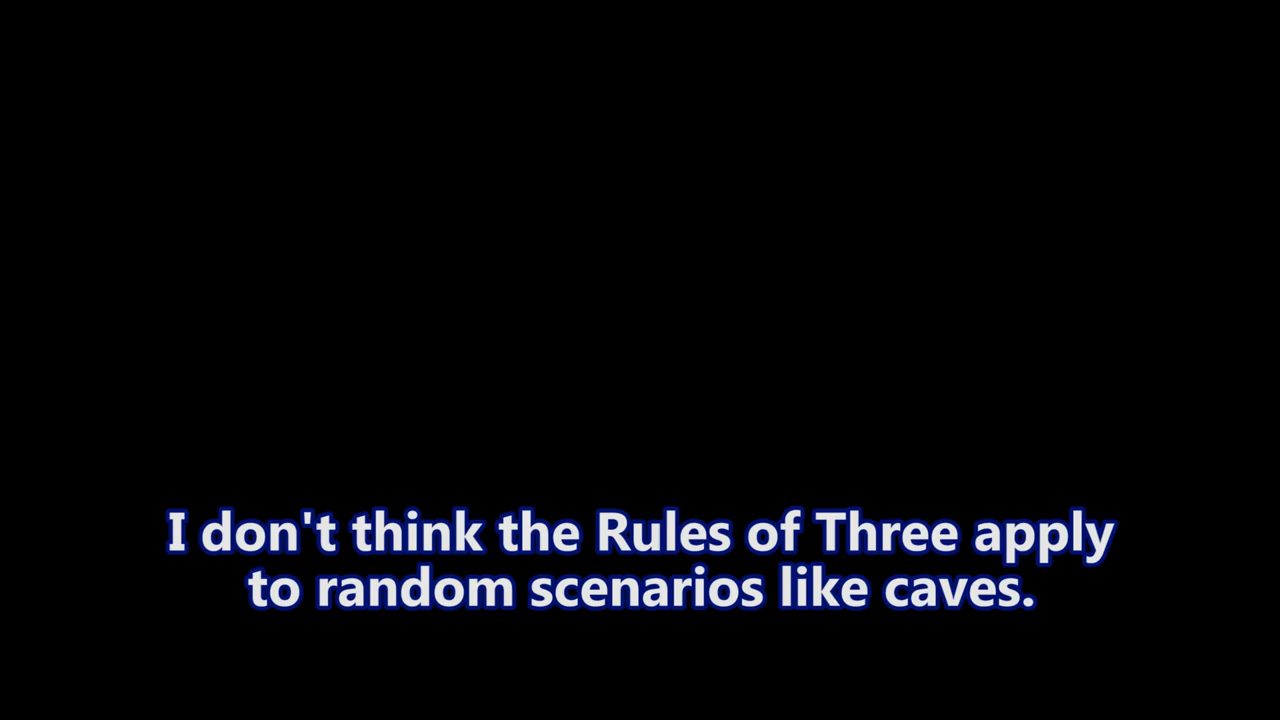 I don't think the Rules of Three apply
to random scenarios like caves.